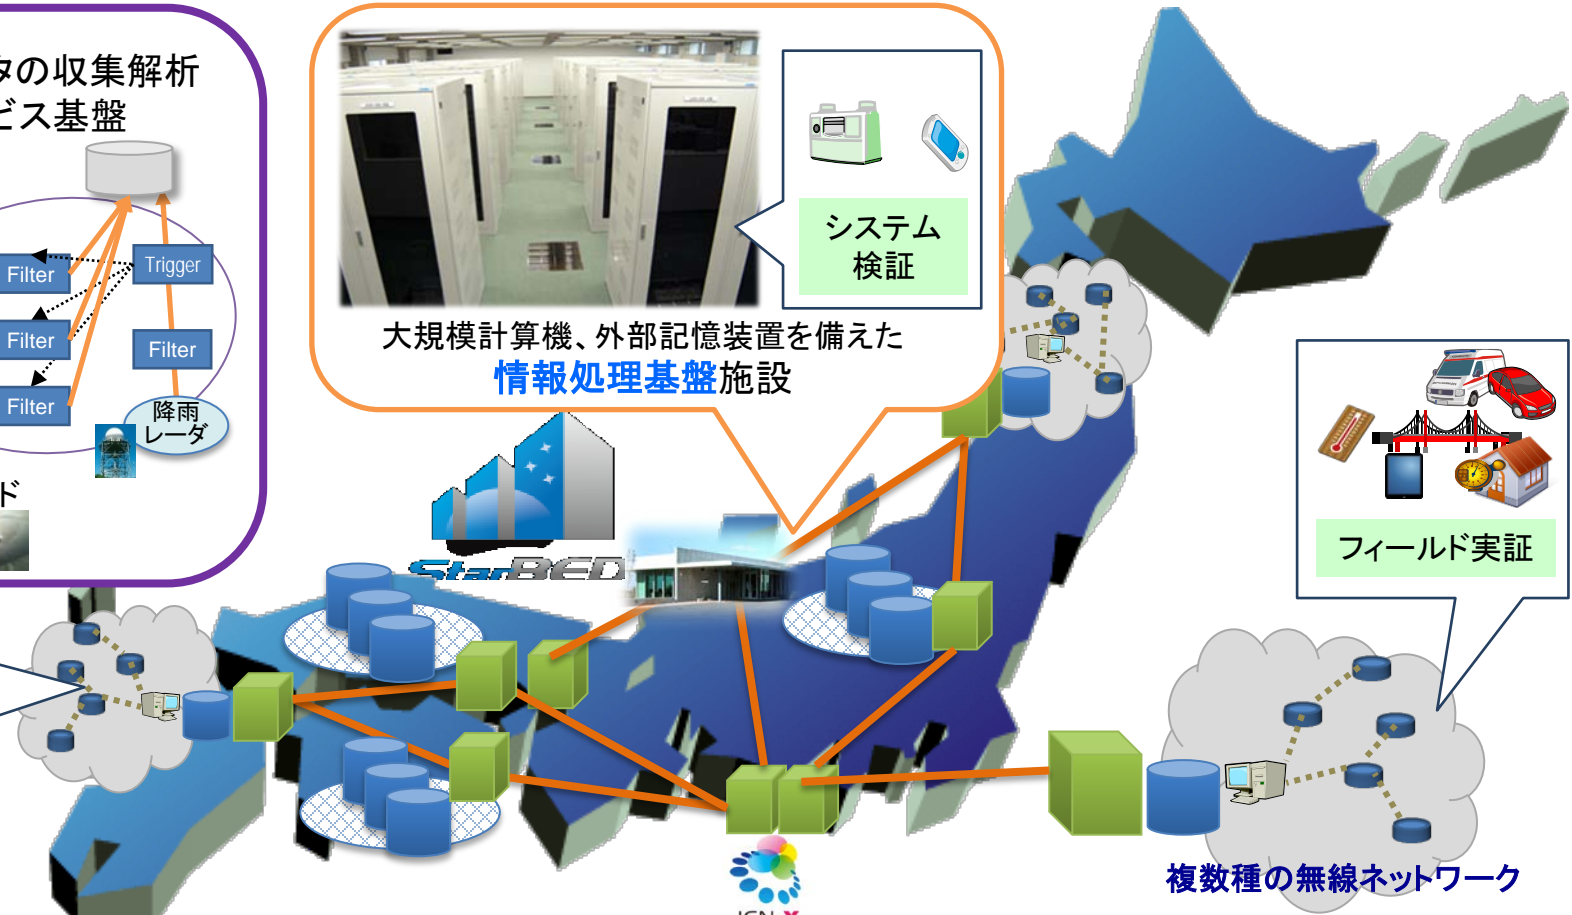 タの収集解析
ビス基盤
Filter
Trigger
Filter
Filter
Filter
降雨
レーダ
ド
システム
検証
大規模計算機、外部記憶装置を備えた
情報処理基盤施設
StarBED
フィールド実証
複数種の無線ネットワーク
JGN-X